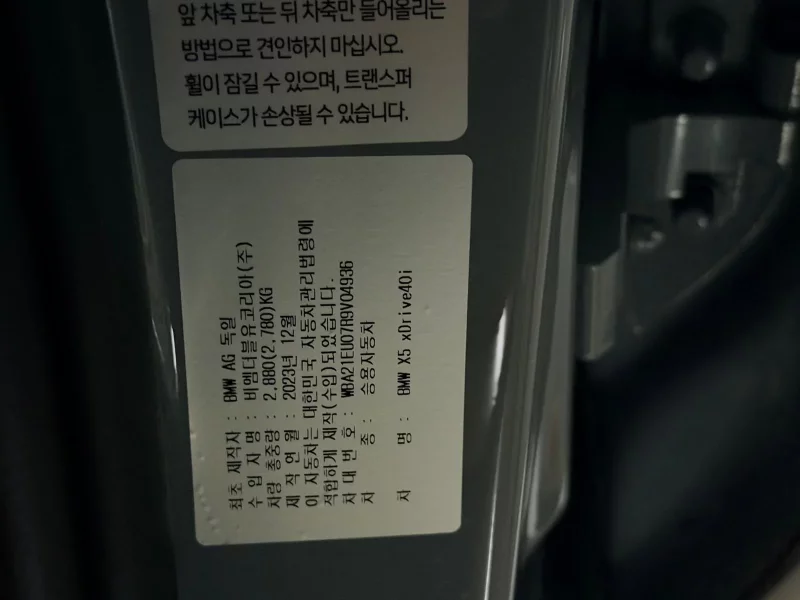 앞 차축 또는 뒤 차축만 들어올리는
방법으로 견인하지 마십시오.
휠이 잠길 수 있으며, 트랜스퍼
케이스가 손상될 수 있습니다.
최초 제작자 : BMW AG 독일
수 입 자 명 : 비엠더블유코리아(주)
차량 총중량 : 2,880(2,780)KG
제 작 연 월 : 2023년 12월
이 자동차는 대한민국 자동차관리법령에
적합하게 제작(수입)되었습니다.
차 대 번 호 : WBA21EU07R9V04936
차 종 : 승용자동차
차 명 : BMW X5 xDrive40i